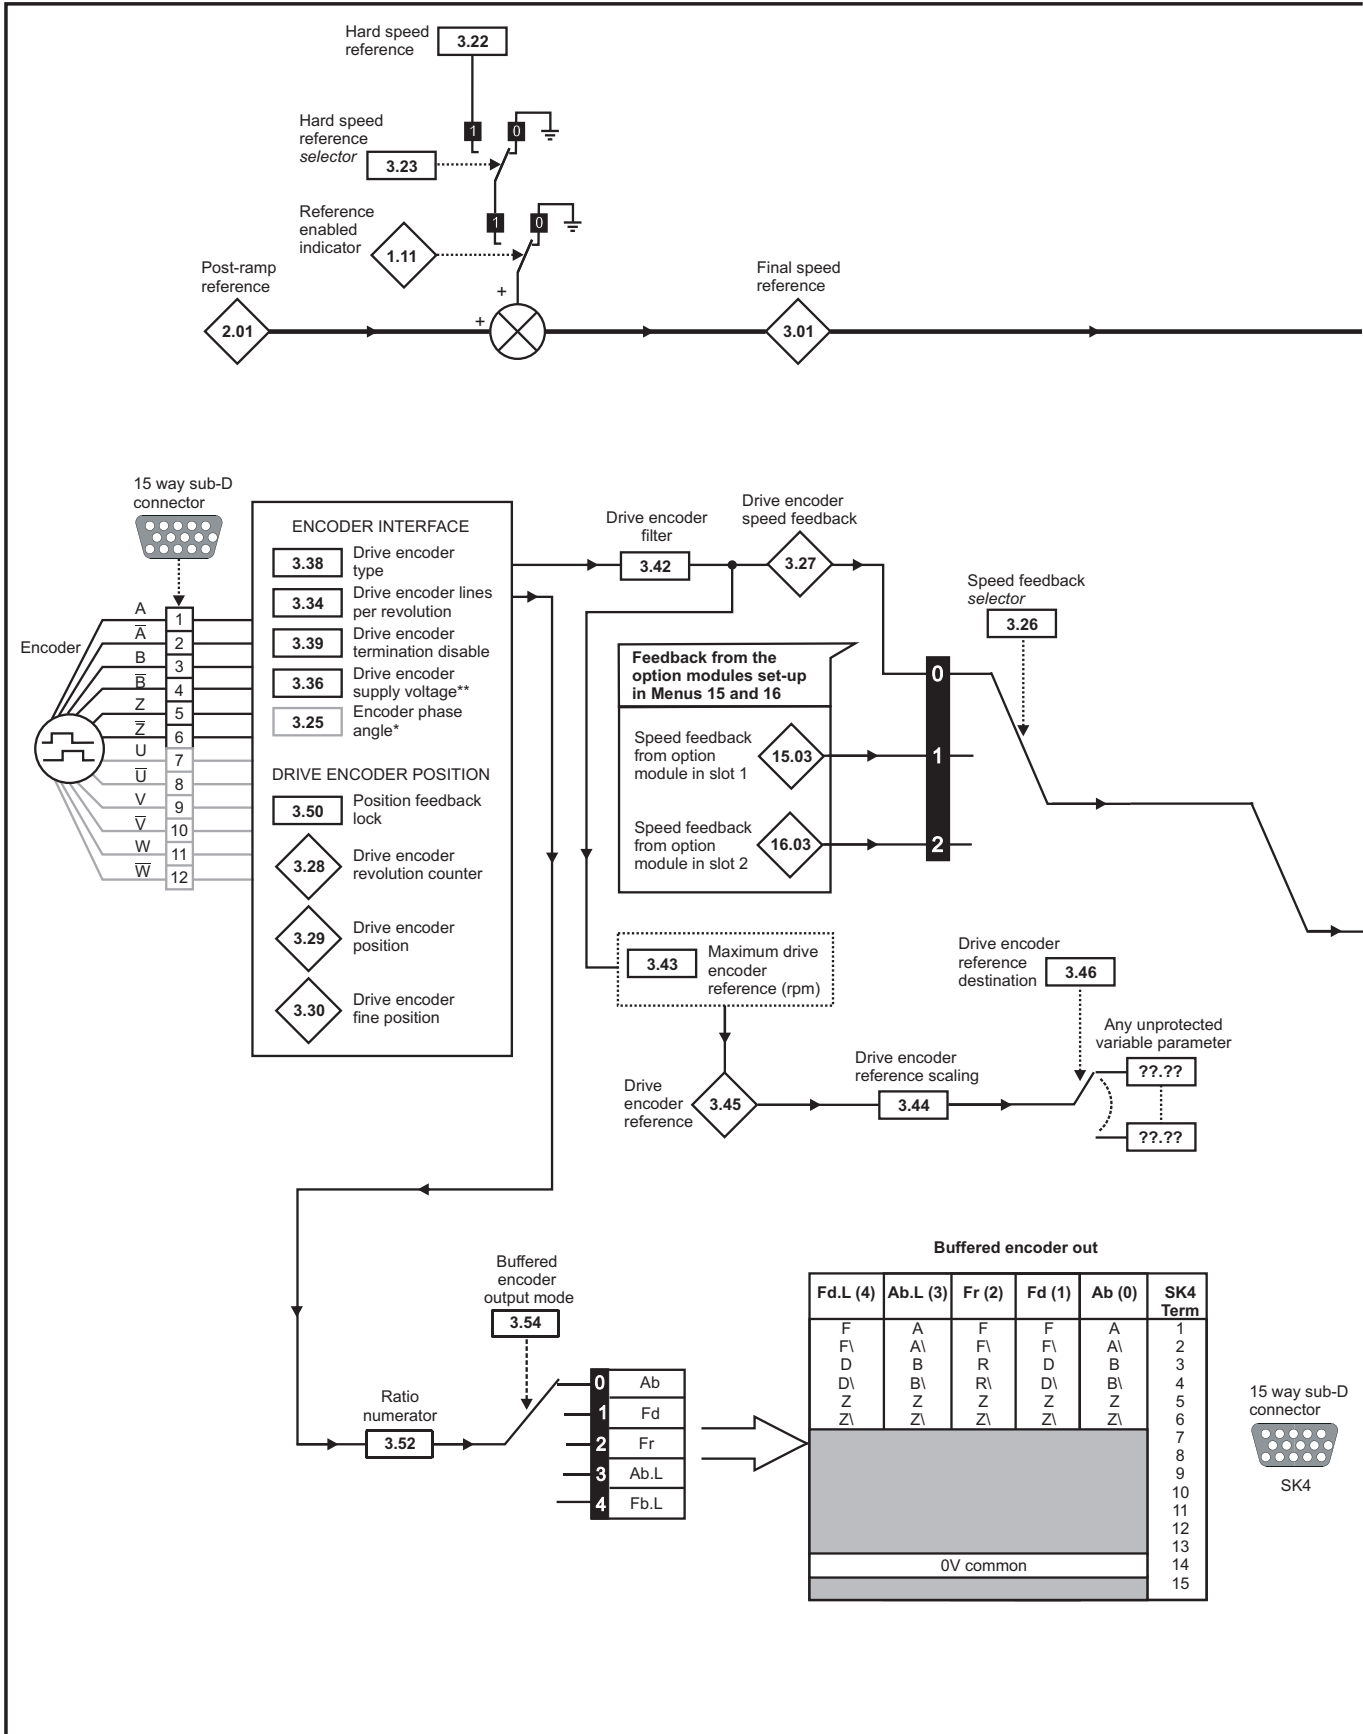 Hard speed
reference
3.22
Hard speed
reference
selector
1
0
3.23
Reference
enabled
indicator
1
0
1.11
Post-ramp
reference
Final speed
reference
+
+
2.01
3.01
15 way sub-D
connector
ENCODER INTERFACE
3.38
Drive encoder
type
3.34
Drive encoder lines
per revolution
3.39
Drive encoder
termination disable
3.36
Drive encoder
supply voltage**
3.25
Encoder phase
angle*
DRIVE ENCODER POSITION
3.50
Position feedback
lock
3.28
Drive encoder
revolution counter
3.29
Drive encoder
position
3.30
Drive encoder
fine position
Encoder
A 1
A̅ 2
B 3
B̅ 4
Z 5
Z̅ 6
U 7
U̅ 8
V 9
V̅ 10
W 11
W̅ 12
Drive encoder
filter
3.42
Drive encoder
speed feedback
3.27
Speed feedback
selector
3.26
Feedback from the
option modules set-up
in Menus 15 and 16
Speed feedback
from option
module in slot 1
15.03
Speed feedback
from option
module in slot 2
16.03
0
1
2
3.43
Maximum drive
encoder
reference (rpm)
Drive encoder
reference
destination
3.46
Any unprotected
variable parameter
??.??
??.??
Drive encoder
reference scaling
3.44
Drive
encoder
reference
3.45
Buffered
encoder
output mode
3.54
Ratio
numerator
3.52
0 Ab
1 Fd
2 Fr
3 Ab.L
4 Fb.L
Buffered encoder out
Fd.L (4) Ab.L (3) Fr (2) Fd (1) Ab (0) SK4
Term
F A F F A 1
F\ A\ F\ F\ A\ 2
D B R D B 3
D\ B\ R\ D\ B\ 4
Z Z Z Z Z 5
Z\ Z\ Z\ Z\ Z\ 6
7
8
9
10
11
12
13
0V common 14
15
15 way sub-D
connector
SK4